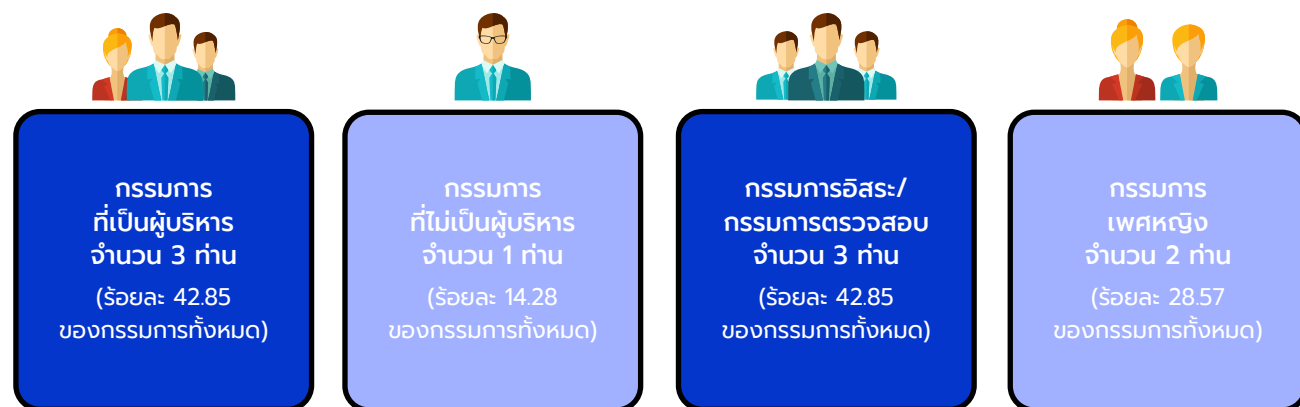 กรรมการ
ที่เป็นผู้บริหาร
จำนวน 3 ท่าน
(ร้อยละ 42.85
ของกรรมการทั้งหมด)
กรรมการ
ที่ไม่เป็นผู้บริหาร
จำนวน 1 ท่าน
(ร้อยละ 14.28
ของกรรมการทั้งหมด)
กรรมการอิสระ/
กรรมการตรวจสอบ
จำนวน 3 ท่าน
(ร้อยละ 42.85
ของกรรมการทั้งหมด)
กรรมการ
เพศหญิง
จำนวน 2 ท่าน
(ร้อยละ 28.57
ของกรรมการทั้งหมด)